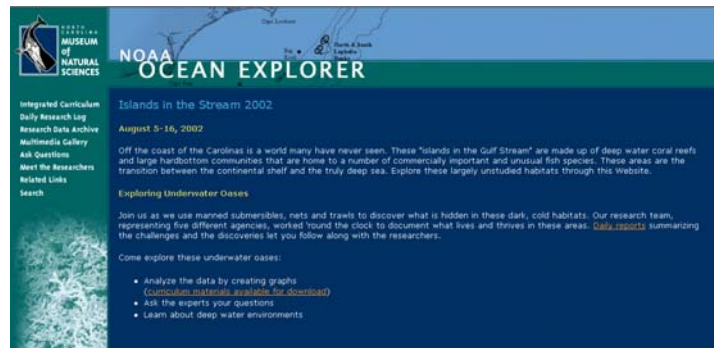 NORTH
CAROLINA
MUSEUM
of
NATURAL
SCIENCES
Cape Lookout
NOAA
OCEAN EXPLORER
Integrated Curriculum
Daily Research Log
Research Data Archive
Multimedia Gallery
Ask Questions
Meet the Researchers
Related Links
Search
Islands in the Stream 2002
August 5-16, 2002
Off the coast of the Carolinas is a world many have never seen. These "islands in the Gulf Stream" are made up of deep water coral reefs
and large hardbottom communities that are home to a number of commercially important and unusual fish species. These areas are the
transition between the continental shelf and the truly deep sea. Explore these largely unstudied habitats through this Website.
Exploring Underwater Oases
Join us as we use manned submersibles, nets and trawls to discover what is hidden in these dark, cold habitats. Our research team,
representing five different agencies, worked 'round the clock to document what lives and thrives in these areas. Daily reports summarizing
the challenges and the discoveries let you follow along with the researchers.
Come explore these underwater oases:
• Analyze the data by creating graphs
(curriculum materials available for download)
• Ask the experts your questions
• Learn about deep water environments